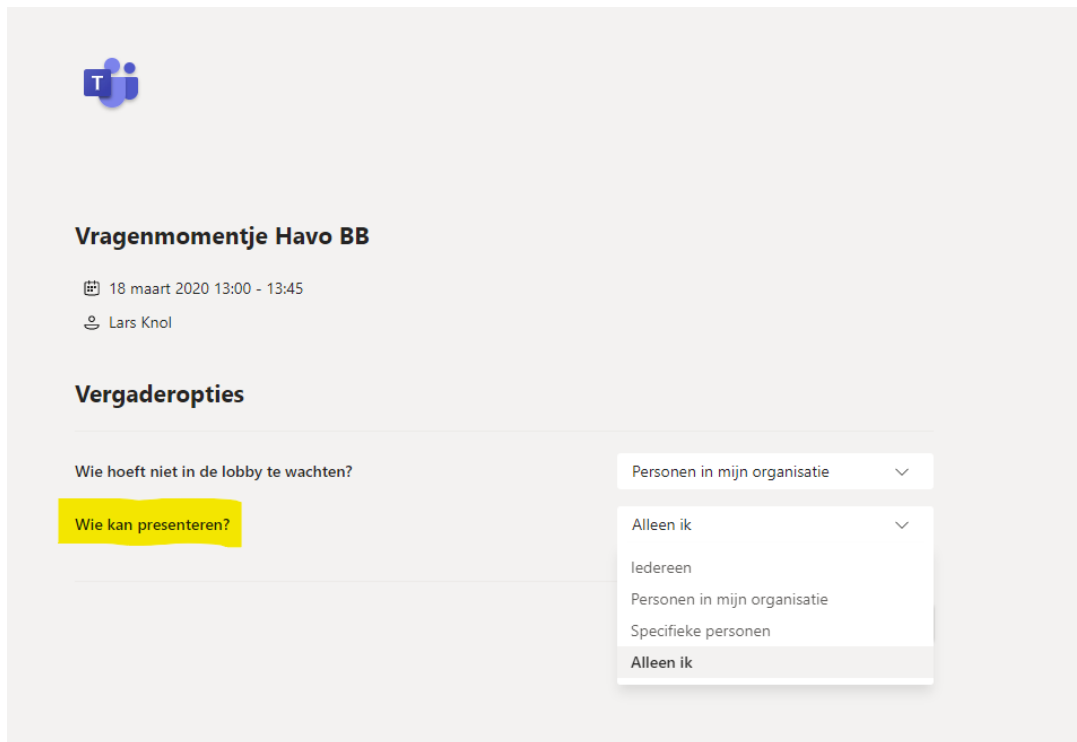 T
Vragenmomentje Havo BB
18 maart 2020 13:00 - 13:45
Lars Knol
Vergaderopties
Wie hoeft niet in de lobby te wachten?
Personen in mijn organisatie
Wie kan presenteren?
Alleen ik
Iedereen
Personen in mijn organisatie
Specifieke personen
Alleen ik